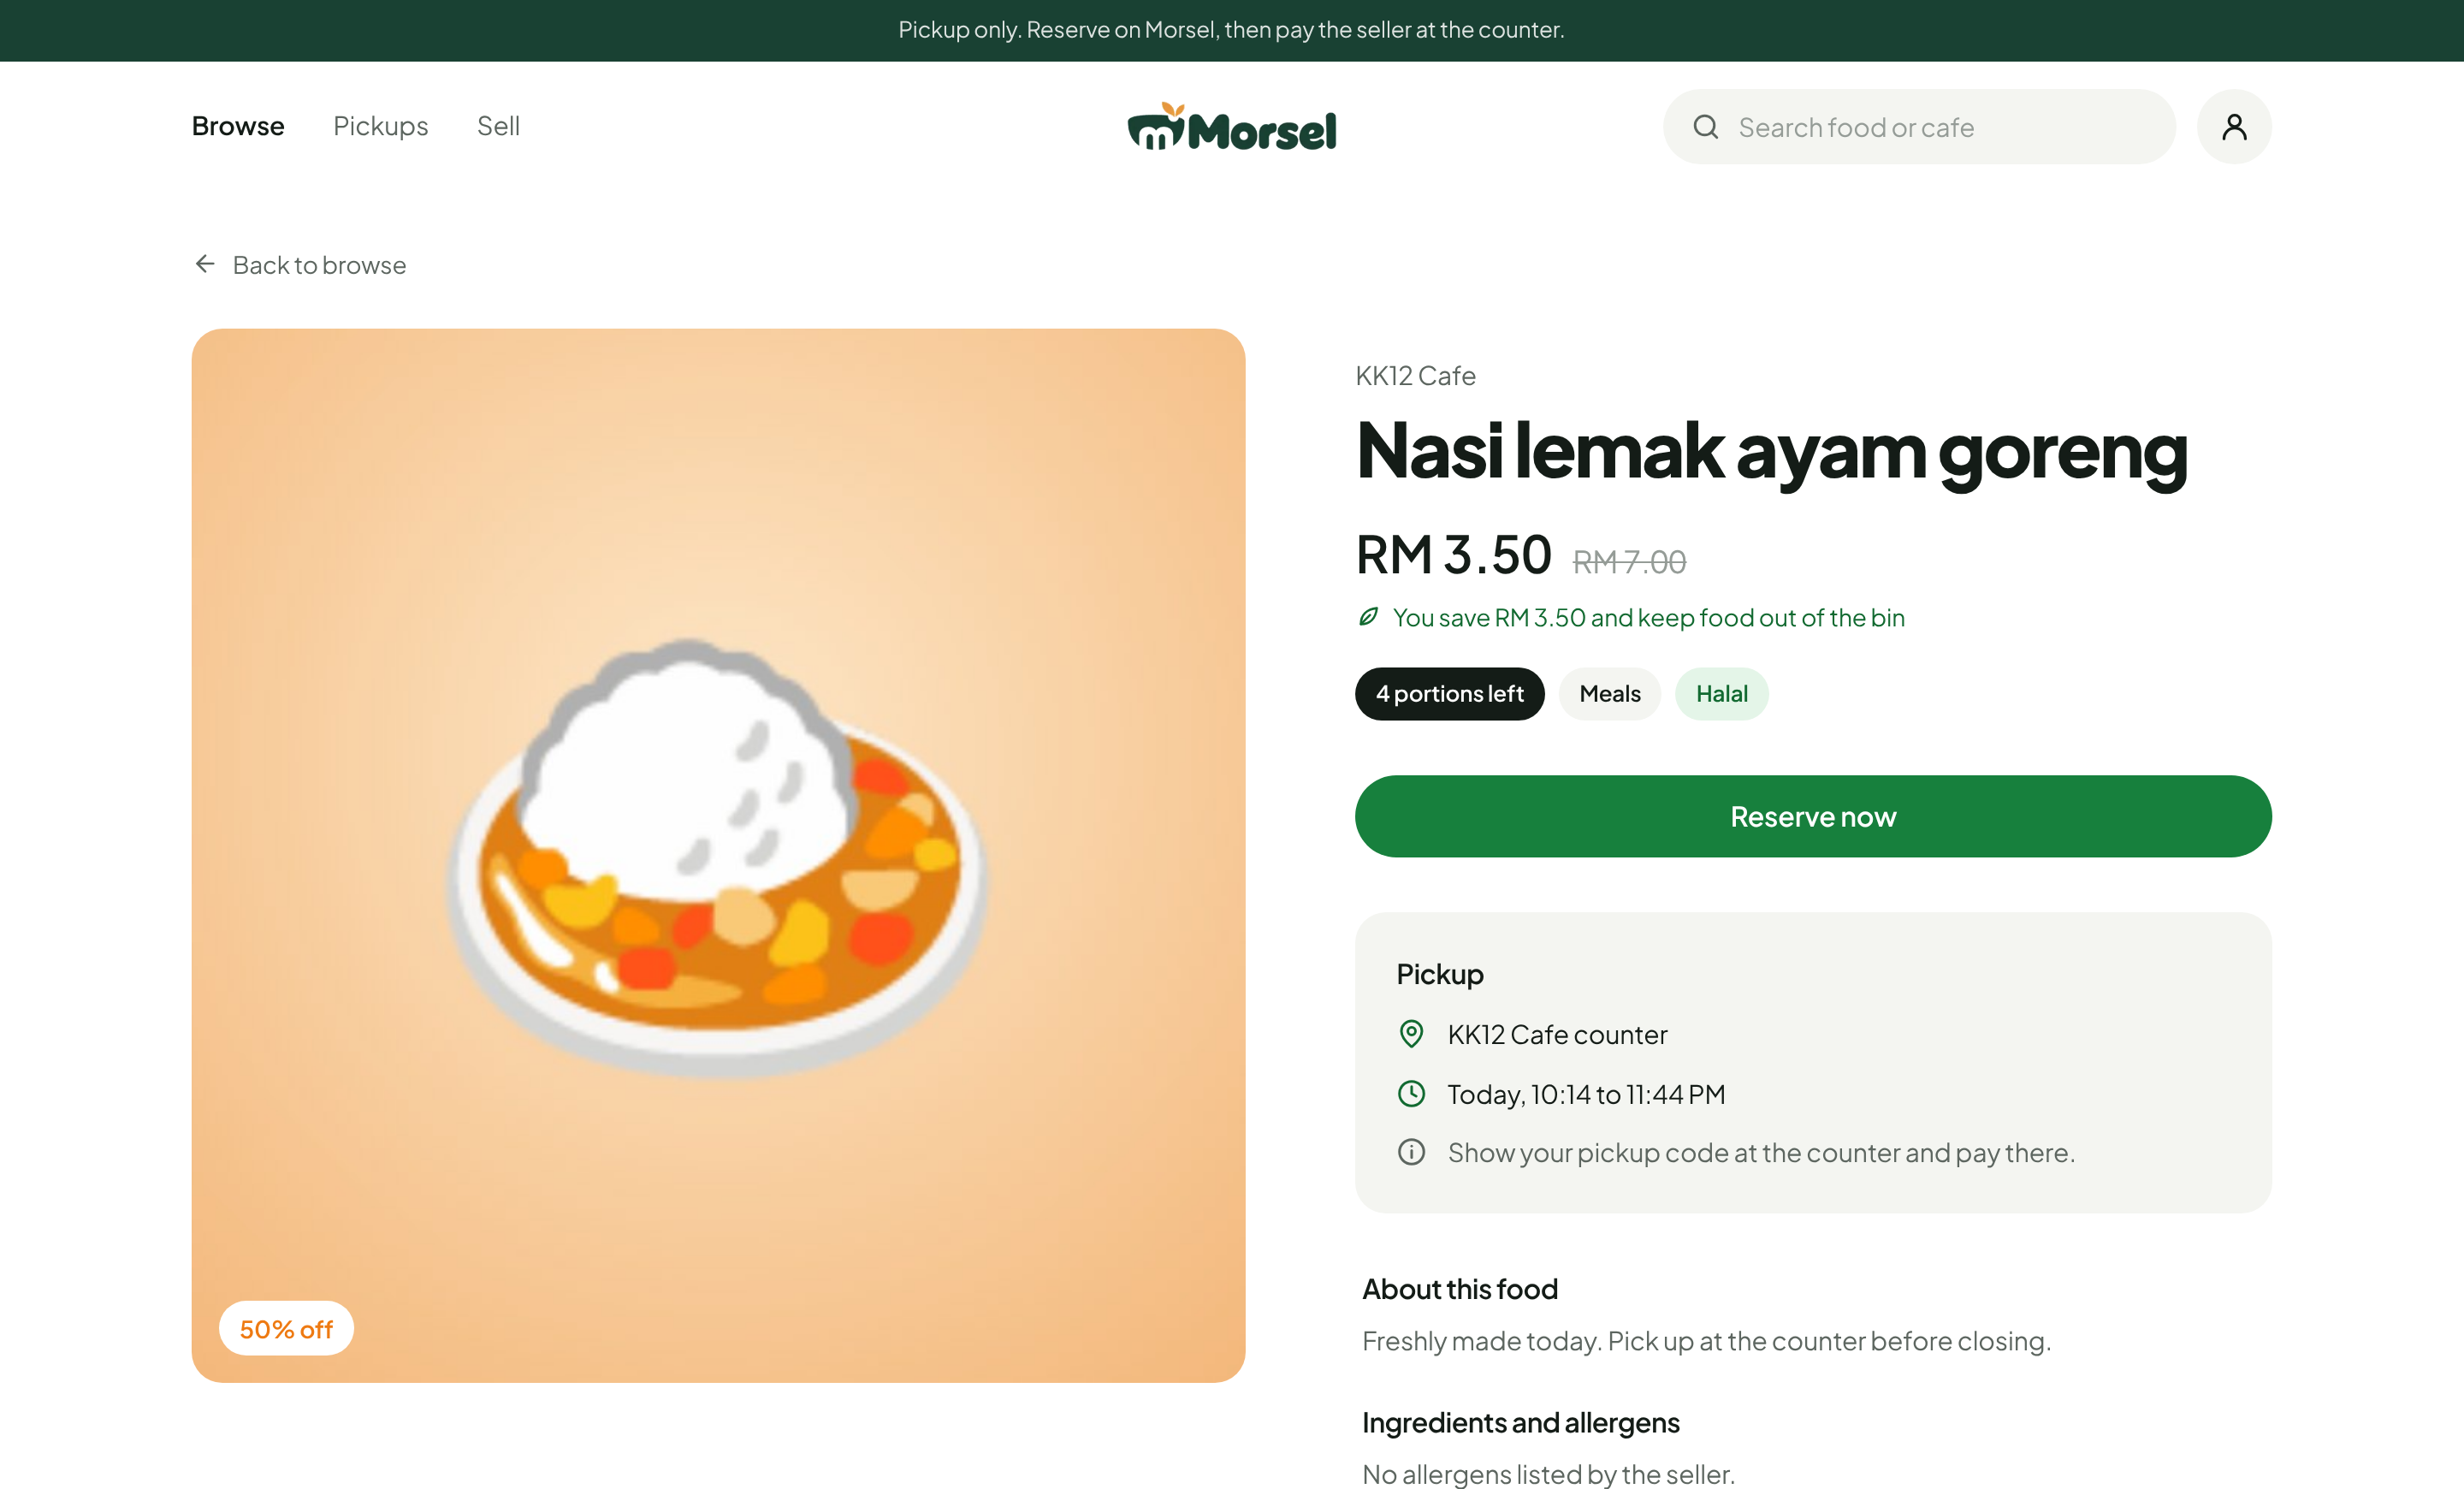 Pickup only. Reserve on Morsel, then pay the seller at the counter.
Browse
Pickups
Sell
Morsel
Search food or cafe
Back to browse
KK12 Cafe
Nasi lemak ayam goreng
RM 3.50 RM 7.00
You save RM 3.50 and keep food out of the bin
4 portions left
Meals
Halal
Reserve now
Pickup
KK12 Cafe counter
Today, 10:14 to 11:44 PM
Show your pickup code at the counter and pay there.
50% off
About this food
Freshly made today. Pick up at the counter before closing.
Ingredients and allergens
No allergens listed by the seller.